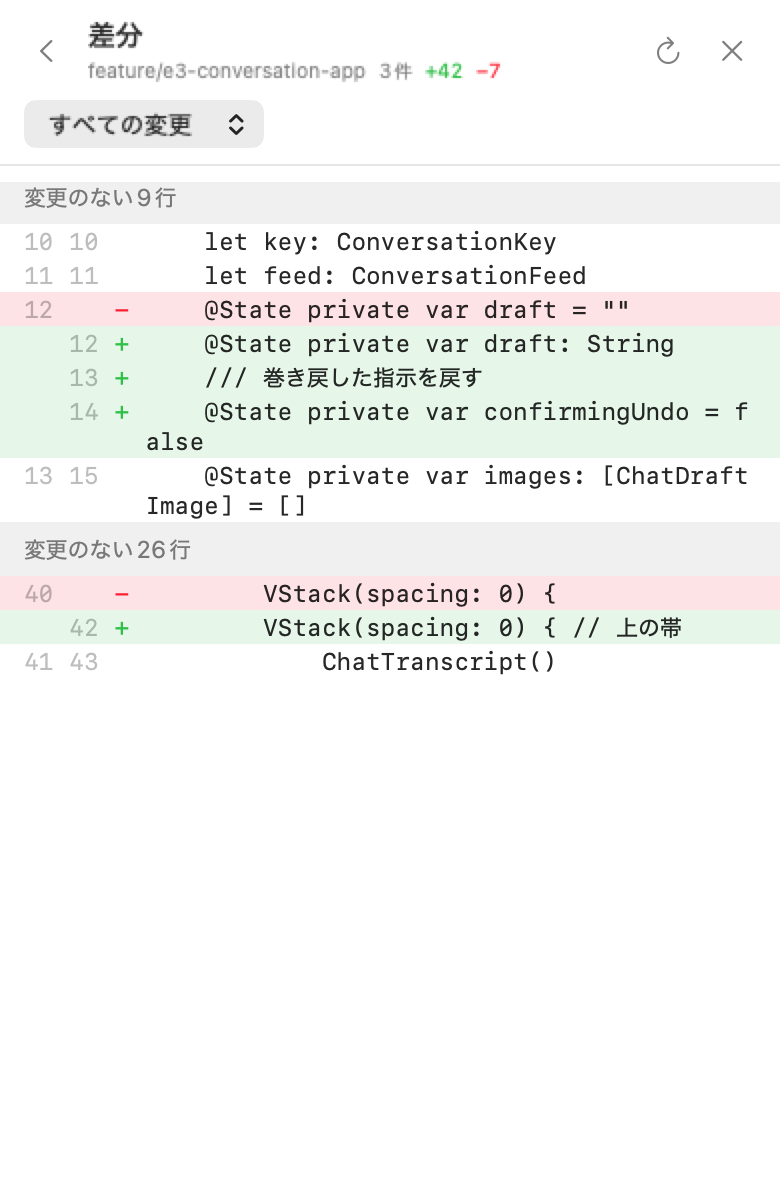 差分
feature/e3-conversation-app 3件 +42 −7
すべての変更
変更のない9行
10 10 let key: ConversationKey
11 11 let feed: ConversationFeed
12 − @State private var draft = ""
12 + @State private var draft: String
13 + /// 巻き戻した指示を戻す
14 + @State private var confirmingUndo = f
alse
13 15 @State private var images: [ChatDraft
Image] = []
変更のない26行
40 − VStack(spacing: 0) {
42 + VStack(spacing: 0) { // 上の帯
41 43 ChatTranscript()